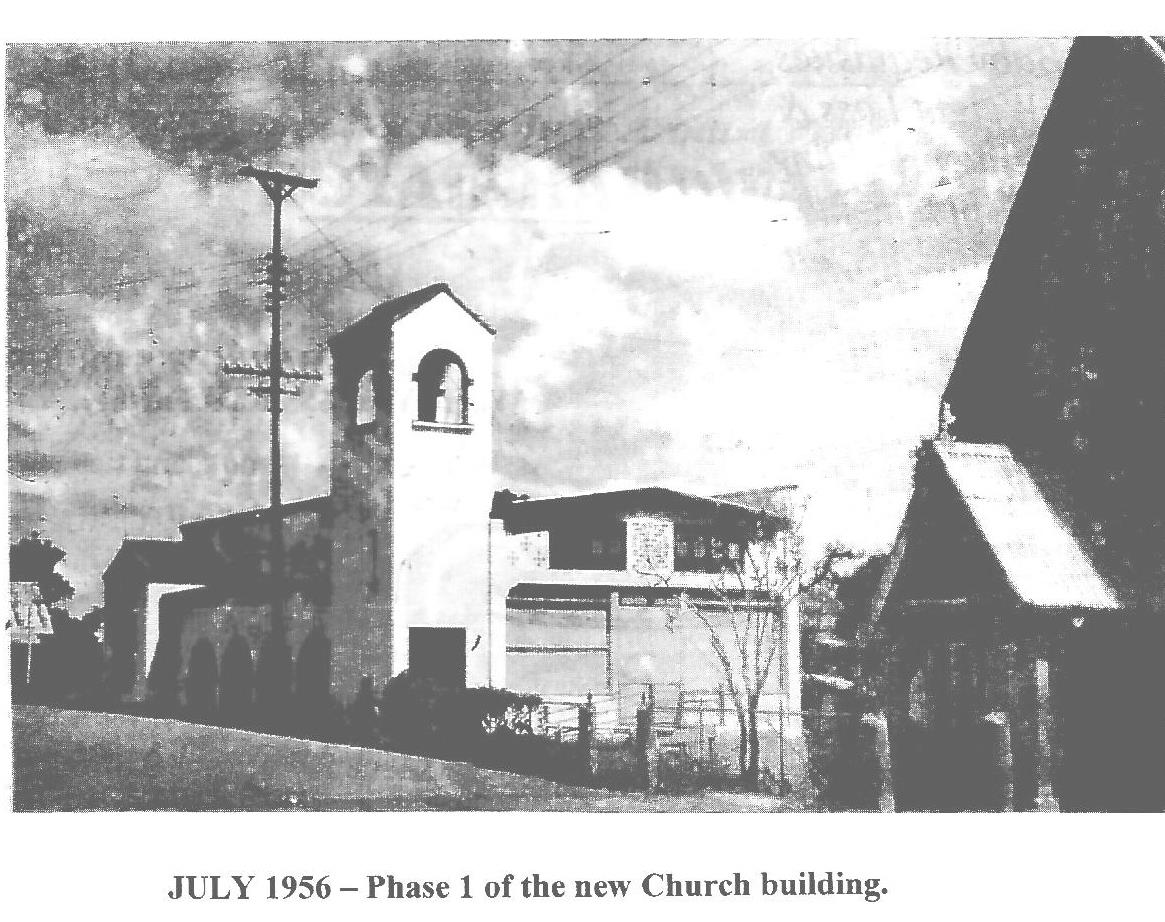 JULY 1956 – Phase 1 of the new Church building.